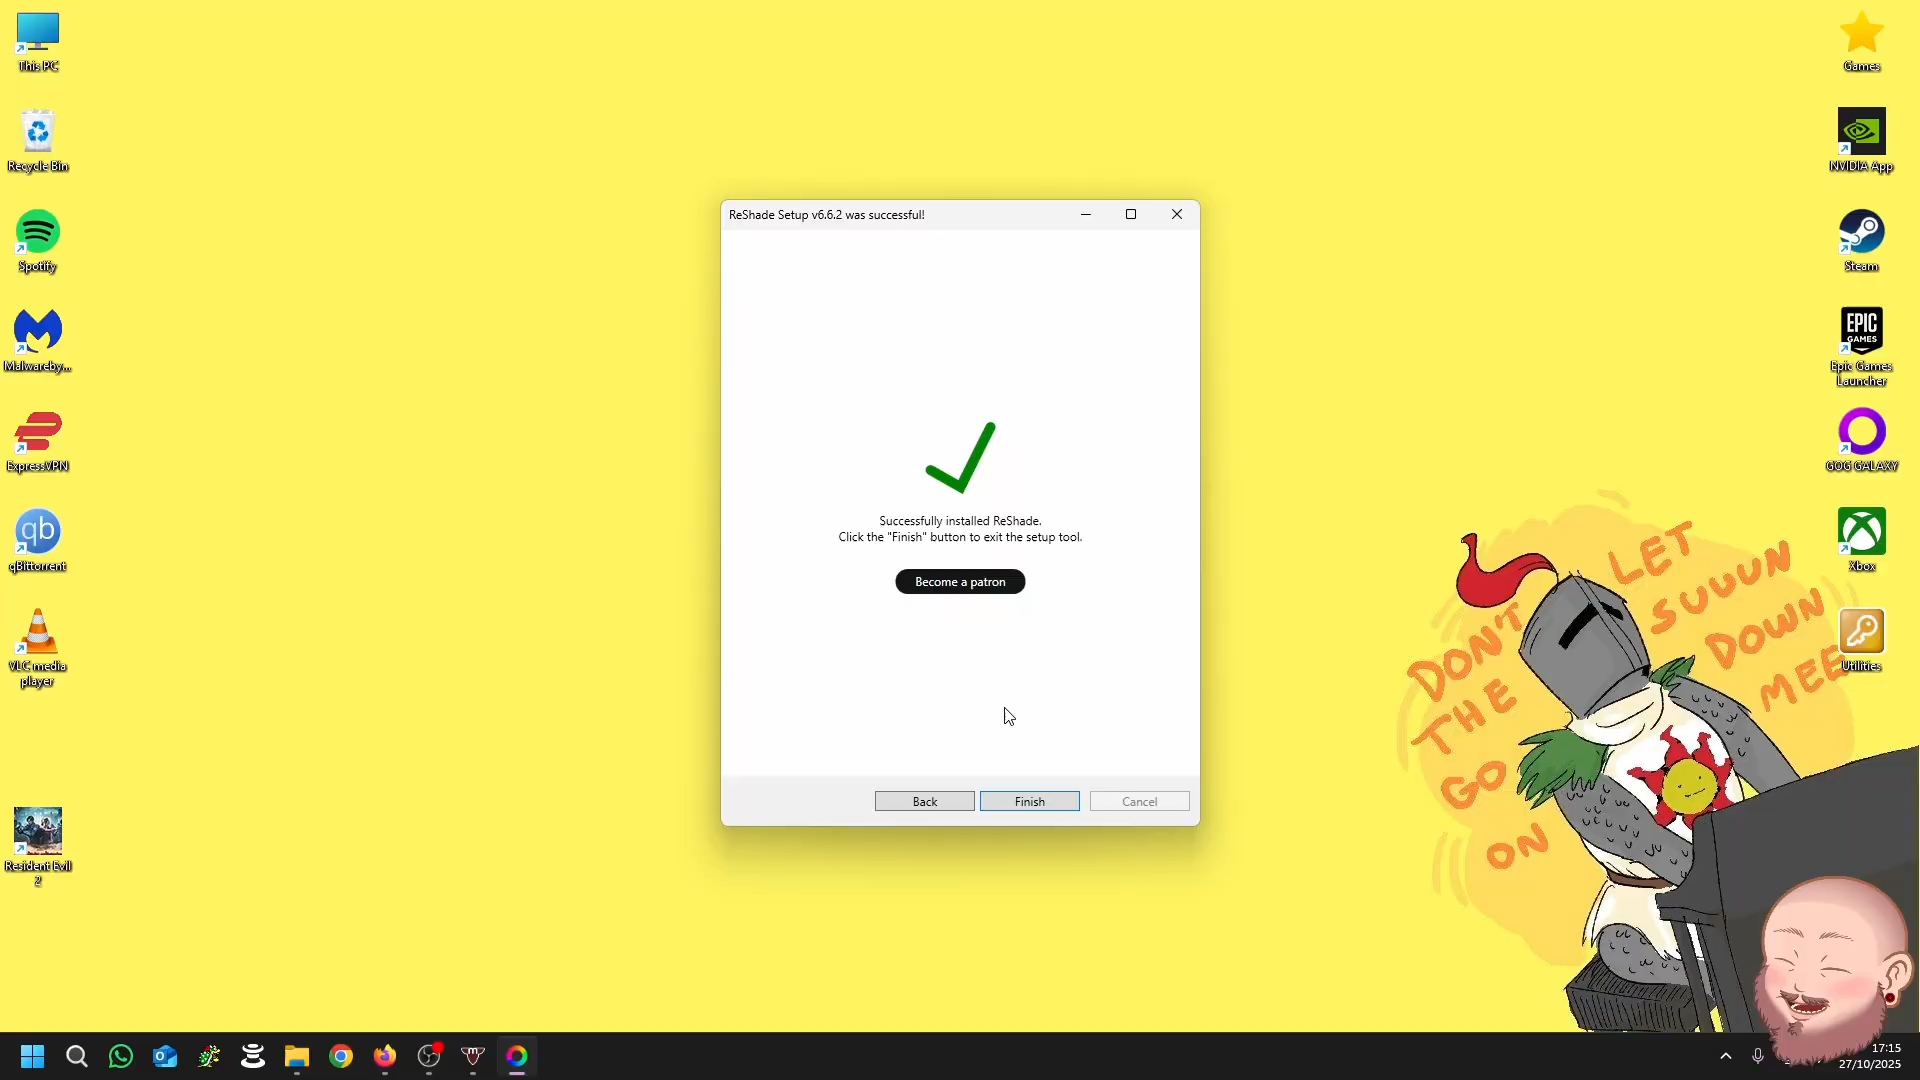 This PC
Recycle Bin
Spotify
Malwareby...
ExpressVPN
qb
qBittorrent
VLC media
player
Resident Evil
2
ReShade Setup v6.6.2 was successful!
Successfully installed ReShade.
Click the "Finish" button to exit the setup tool.
Become a patron
Back
Finish
Cancel
Games
NVIDIA App
Steam
EPIC
GAMES
Epic Games
Launcher
GOG GALAXY
Xbox
Utilities
DON'T
LET
THE
SUUUN
GO
DOWN
ON
MEE
17:15
27/10/2025